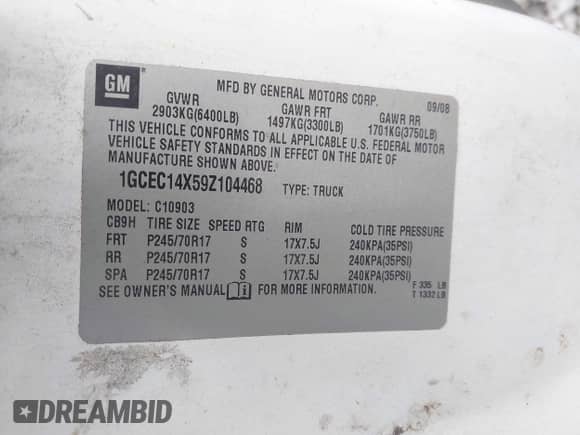 GM
MFD BY GENERAL MOTORS CORP. 09/08
GVWR GAWR FRT GAWR RR
2903KG(6400LB) 1497KG(3300LB) 1701KG(3750LB)
THIS VEHICLE CONFORMS TO ALL APPLICABLE U.S. FEDERAL MOTOR
VEHICLE SAFETY STANDARDS IN EFFECT ON THE DATE OF
MANUFACTURE SHOWN ABOVE.
1GCEC14X59Z104468 TYPE: TRUCK
MODEL: C10903
CB9H TIRE SIZE SPEED RTG RIM COLD TIRE PRESSURE
FRT P245/70R17 S 17X7.5J 240KPA(35PSI)
RR P245/70R17 S 17X7.5J 240KPA(35PSI)
SPA P245/70R17 S 17X7.5J 240KPA(35PSI)
SEE OWNER'S MANUAL FOR MORE INFORMATION.
F 335 LB
T 1332 LB
DREAMBID